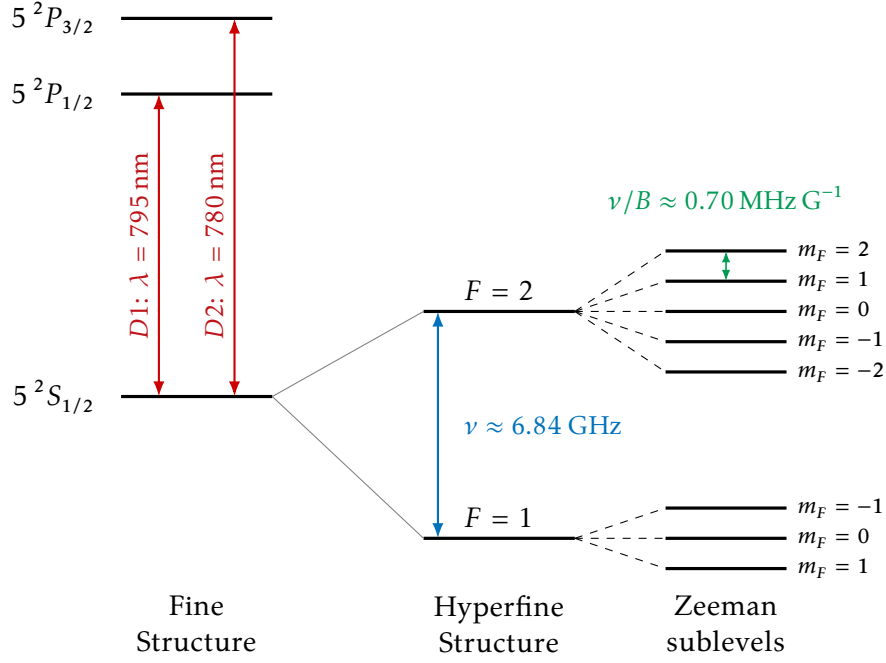 5 ²P₃/₂
5 ²P₁/₂
D1: λ = 795 nm
D2: λ = 780 nm
5 ²S₁/₂
F = 2
ν ≈ 6.84 GHz
F = 1
ν/B ≈ 0.70 MHz G⁻¹
m_F = 2
m_F = 1
m_F = 0
m_F = −1
m_F = −2
m_F = −1
m_F = 0
m_F = 1
Fine
Structure
Hyperfine
Structure
Zeeman
sublevels